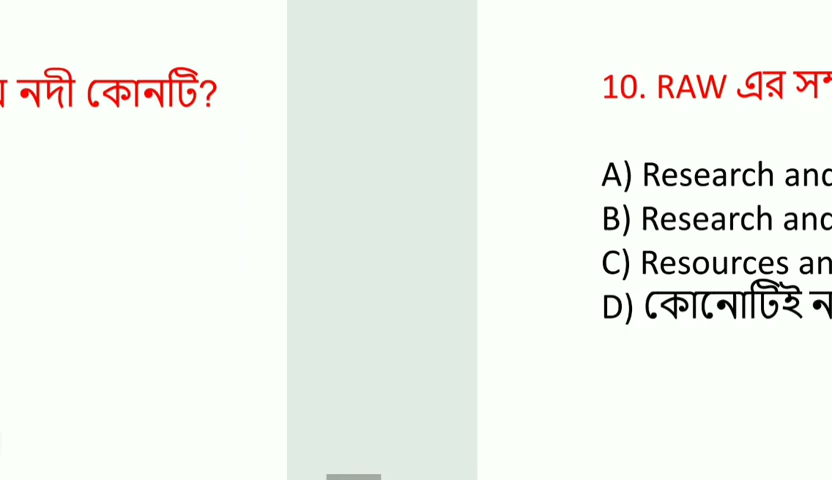 নদী কোনটি?
10. RAW এর
A) Research and
B) Research and
C) Resources an
D) কোনোটিই ন